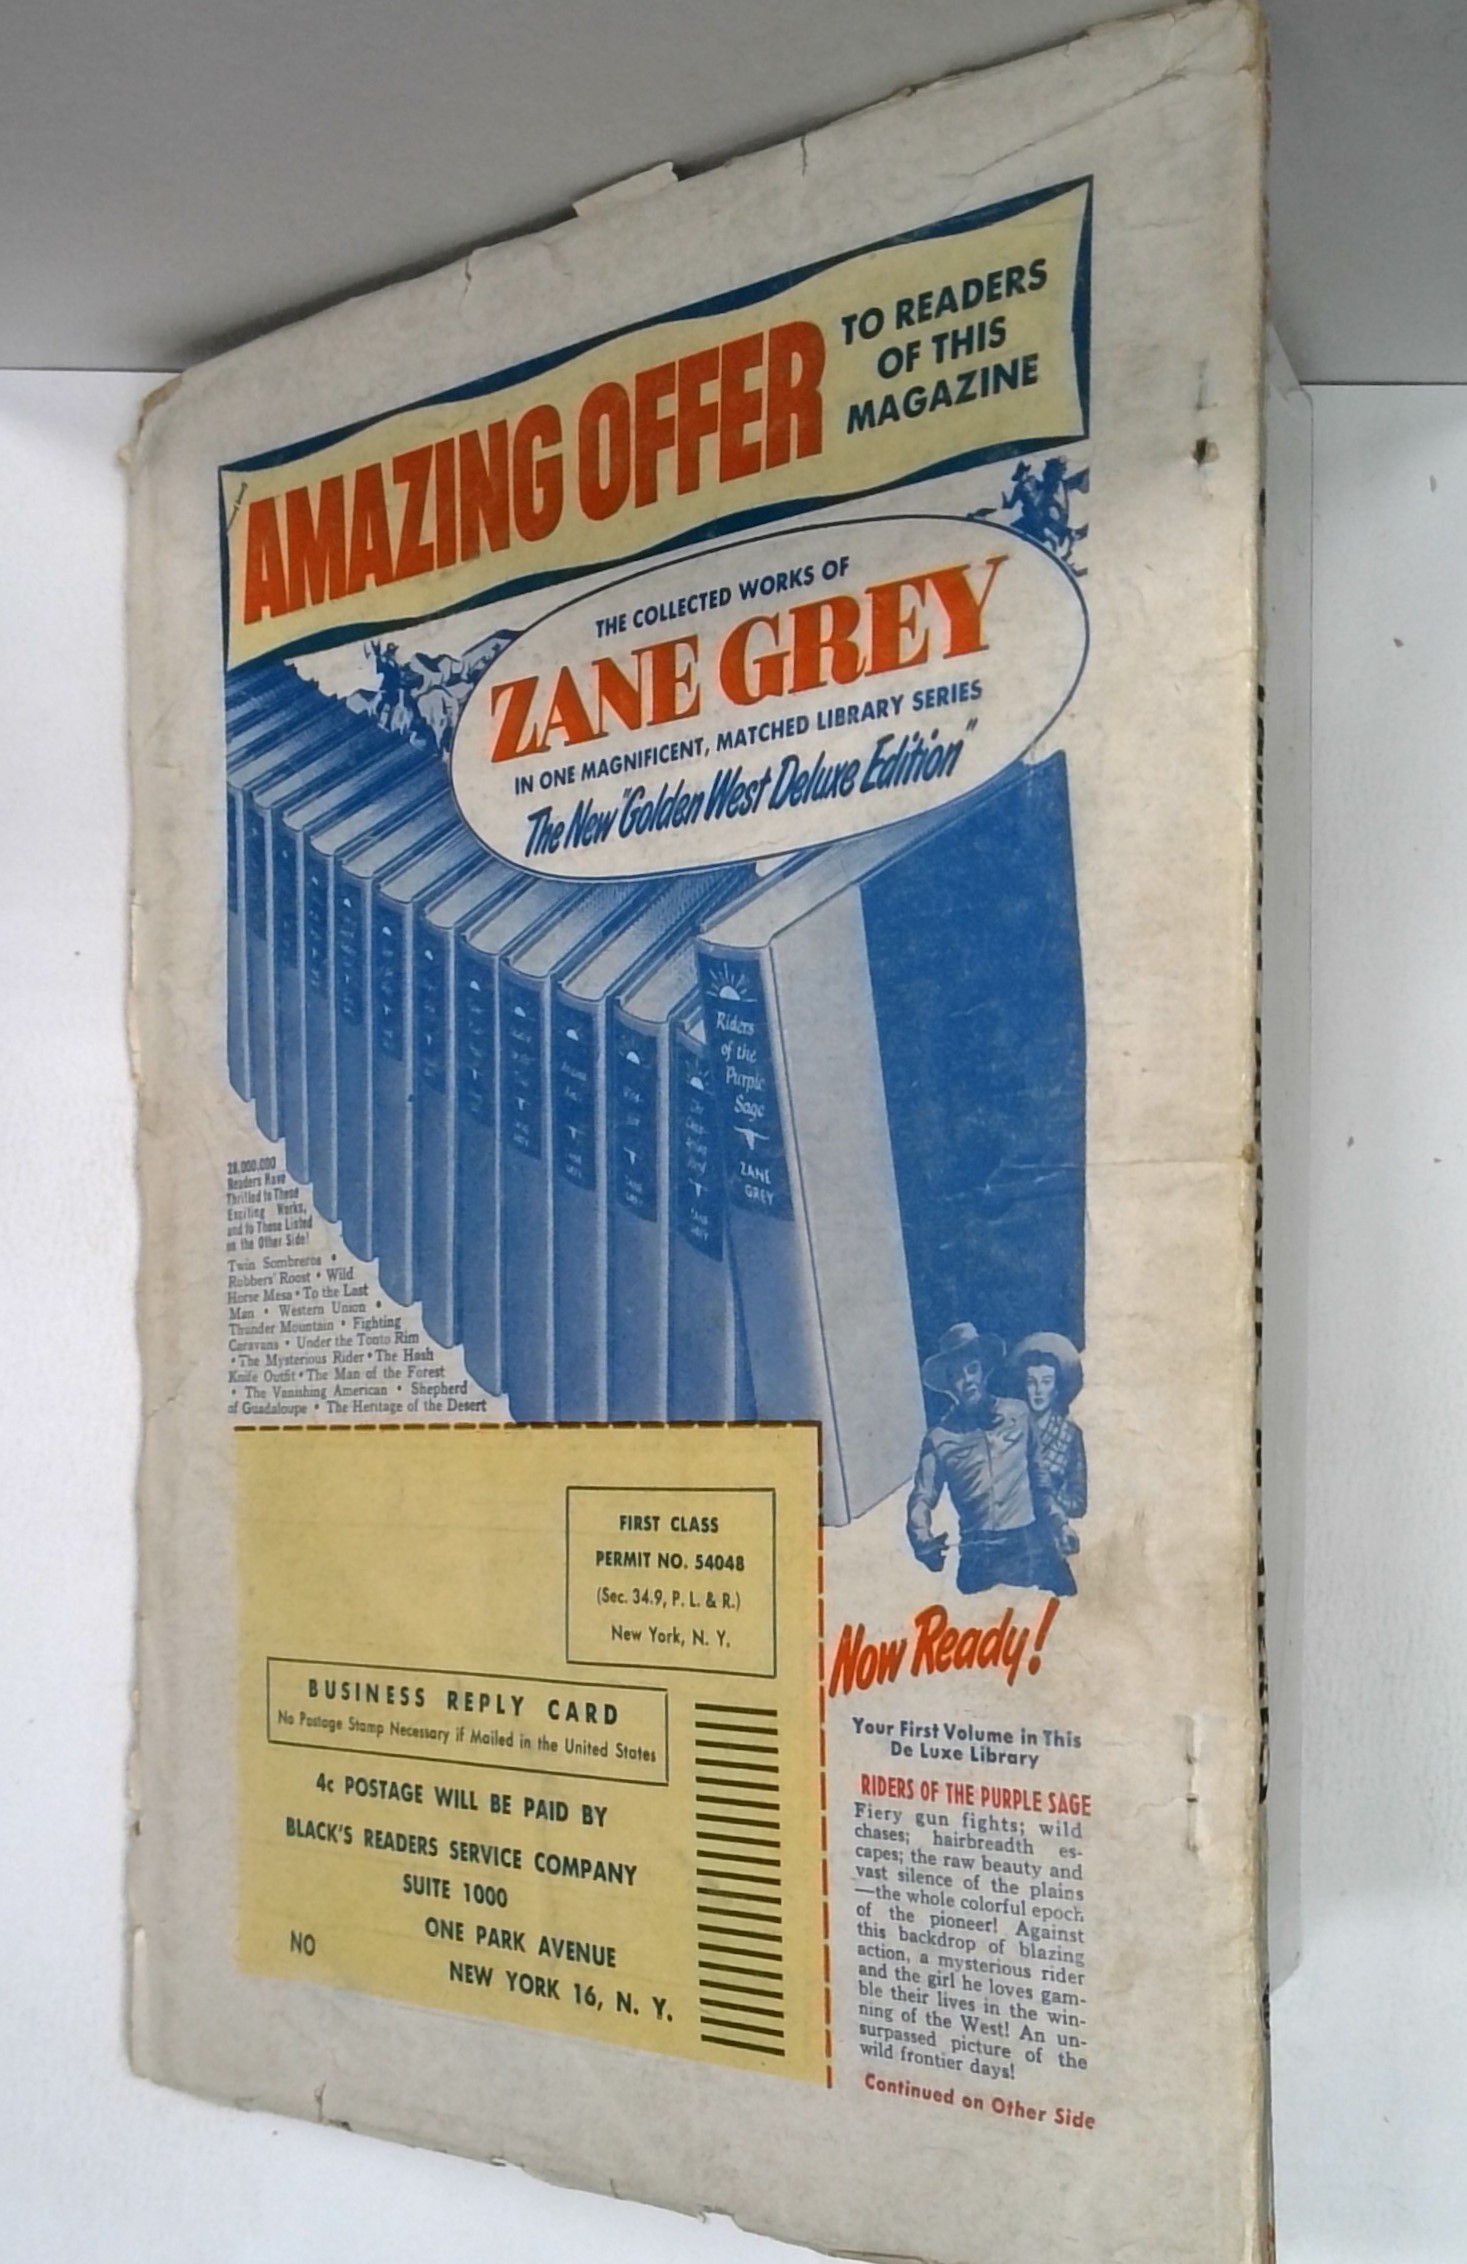 AMAZING OFFER
TO READERS
OF THIS
MAGAZINE
THE COLLECTED WORKS OF
ZANE GREY
IN ONE MAGNIFICENT, MATCHED LIBRARY SERIES
The New "Golden West Deluxe Edition"
Riders
of the
Purple
Sage
ZANE
GREY
28,000,000
Readers Have
Thrilled to These
Exciting Works,
and to Those Listed
on the Other Side!
Twin Sombreros •
Robbers' Roost • Wild
Horse Mesa • To the Last
Man • Western Union •
Thunder Mountain • Fighting
Caravans • Under the Tonto Rim
• The Mysterious Rider • The Hash
Knife Outfit • The Man of the Forest
• The Vanishing American • Shepherd
of Guadaloupe • The Heritage of the Desert
FIRST CLASS
PERMIT NO. 54048
(Sec. 34.9, P. L. & R.)
New York, N. Y.
BUSINESS REPLY CARD
No Postage Stamp Necessary if Mailed in the United States
4c POSTAGE WILL BE PAID BY
BLACK'S READERS SERVICE COMPANY
SUITE 1000
ONE PARK AVENUE
NEW YORK 16, N. Y.
NO
Now Ready!
Your First Volume in This
De Luxe Library
RIDERS OF THE PURPLE SAGE
Fiery gun fights; wild
chases; hairbreadth es-
capes; the raw beauty and
vast silence of the plains
—the whole colorful epoch
of the pioneer! Against
this backdrop of blazing
action, a mysterious rider
and the girl he loves gam-
ble their lives in the win-
ning of the West! An un-
surpassed picture of the
wild frontier days!
Continued on Other Side